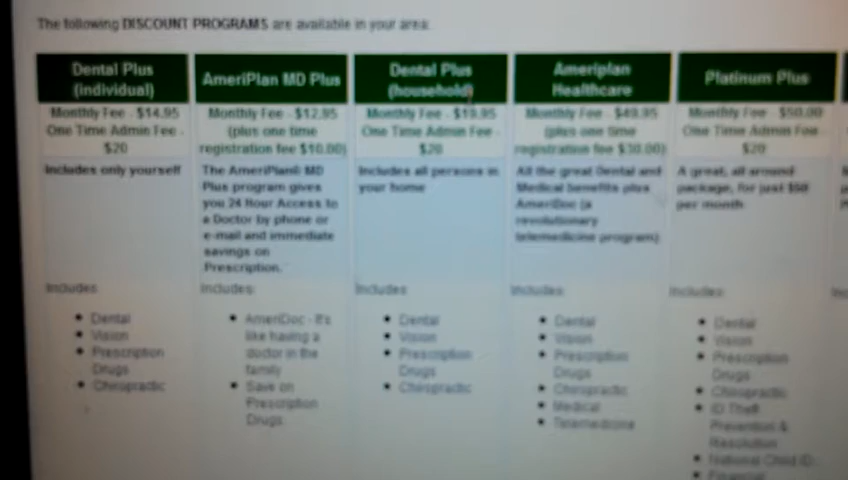 The following DISCOUNT PROGRAMS are available in your area:
Dental Plus
(individual)
Monthly Fee - $14.95
One Time Admin Fee -
$20
Includes only yourself
Includes:
Dental
Vision
Prescription
Drugs
Chiropractic
AmeriPlan MD Plus
Monthly Fee - $12.95
(plus one time
registration fee $10.00)
The AmeriPlan® MD
Plus program gives
you 24 Hour Access to
a Doctor by phone or
e-mail and immediate
savings on
Prescription.
Includes:
AmeriDoc - It's
like having a
doctor in the
family
Save on
Prescription
Drugs
Dental Plus
(household)
Monthly Fee - $19.95
One Time Admin Fee -
$20
Includes all persons in
your home
Includes:
Dental
Vision
Prescription
Drugs
Chiropractic
Ameriplan
Healthcare
Monthly Fee - $49.95
(plus one time
registration fee $30.00)
All the great Dental and
Medical benefits plus
AmeriDoc (a
revolutionary
telemedicine program)
Includes:
Dental
Vision
Prescription
Drugs
Chiropractic
Medical
Telemedicine
Platinum Plus
Monthly Fee - $50.00
One Time Admin Fee -
$20
A great, all around
package, for just $50
per month
Includes:
Dental
Vision
Prescription
Drugs
Chiropractic
ID Theft
Prevention &
Resolution
National Child ID
Financial